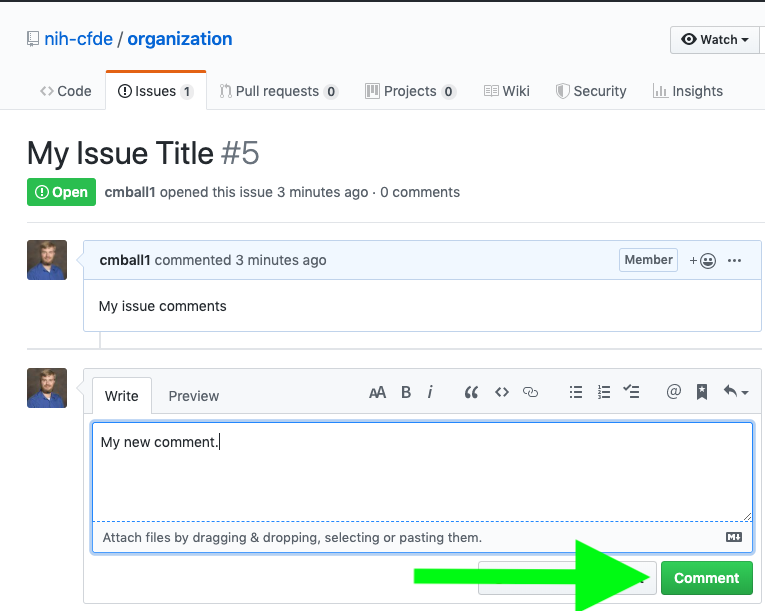 nih-cfde / organization
Watch
Code Issues 1 Pull requests 0 Projects 0 Wiki Security Insights
My Issue Title #5
Open cmball1 opened this issue 3 minutes ago · 0 comments
cmball1 commented 3 minutes ago Member
My issue comments
Write Preview AA B i
My new comment.
Attach files by dragging & dropping, selecting or pasting them.
Comment